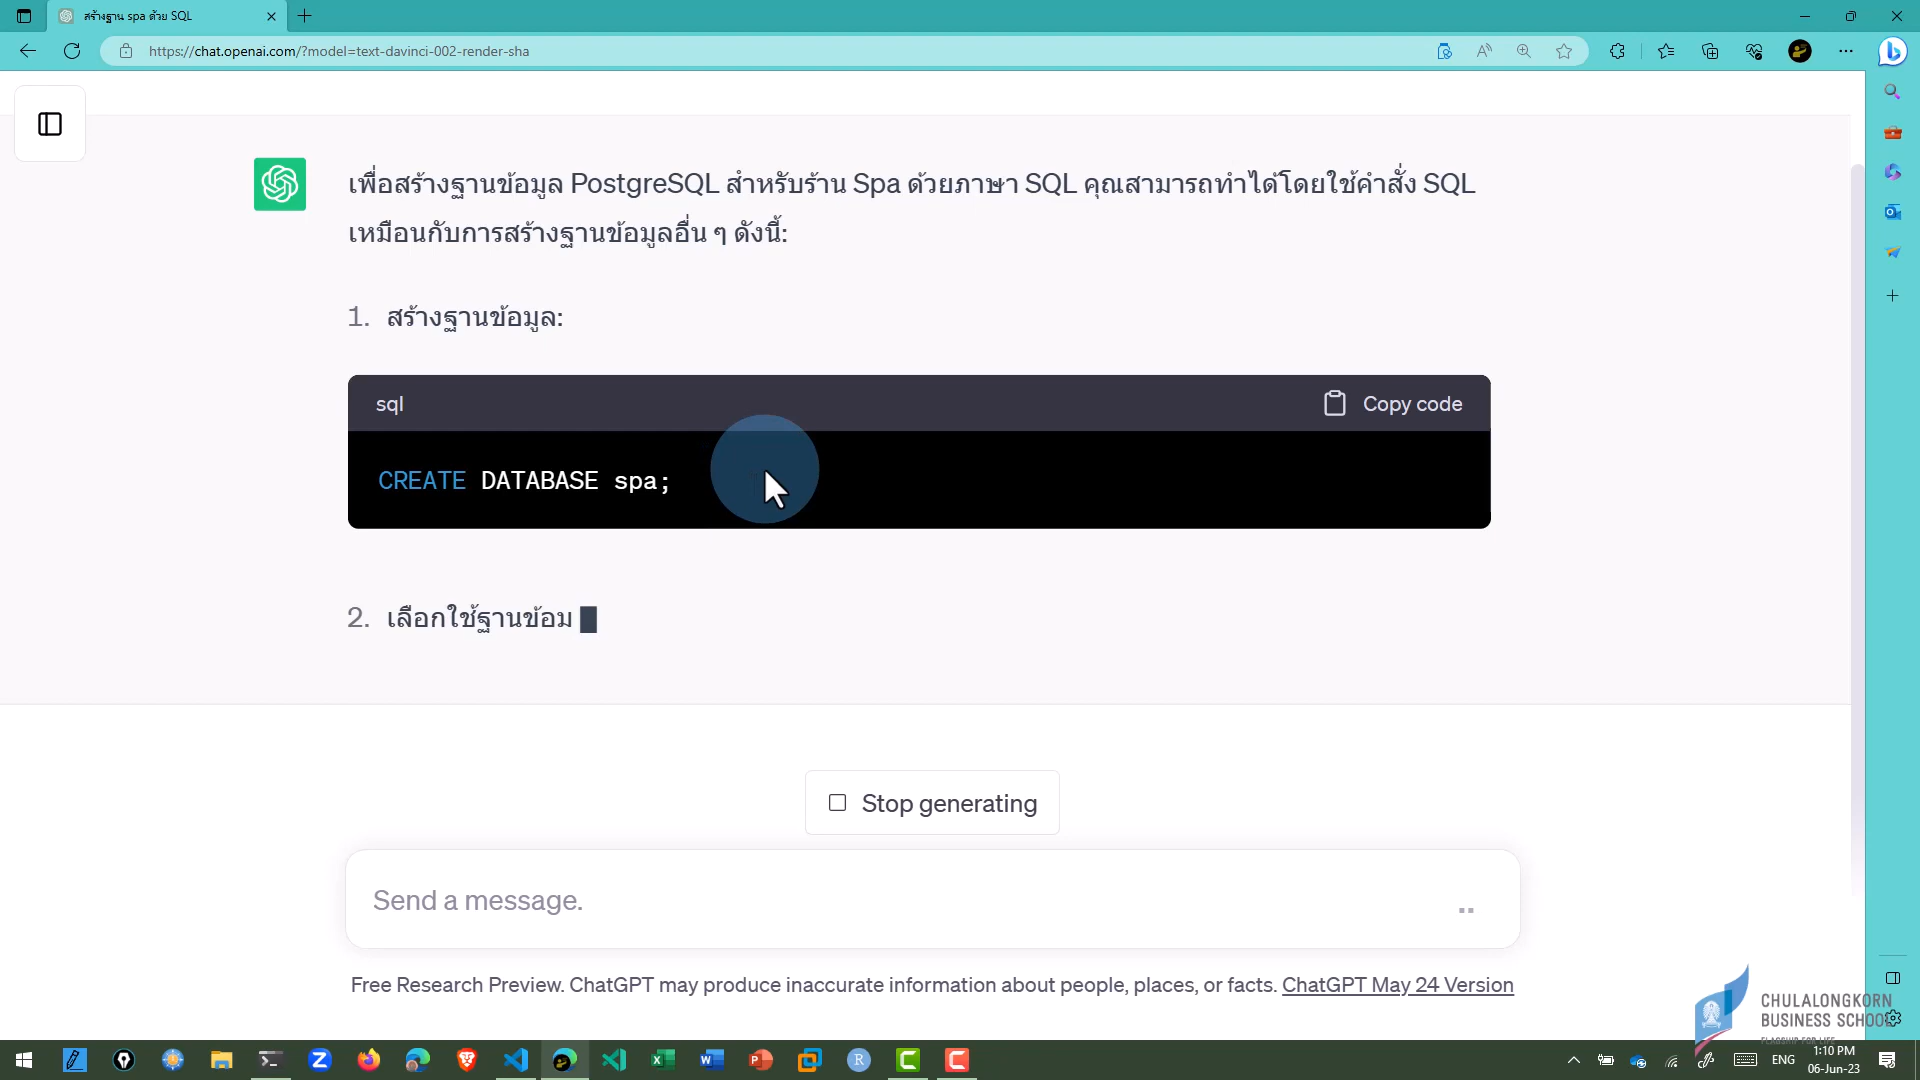 สร้างฐาน spa ด้วย SQL
https://chat.openai.com/?model=text-davinci-002-render-sha
เพื่อสร้างฐานข้อมูล PostgreSQL สำหรับร้าน Spa ด้วยภาษา SQL คุณสามารถทำได้โดยใช้คำสั่ง SQL
เหมือนกับการสร้างฐานข้อมูลอื่น ๆ ดังนี้:
1. สร้างฐานข้อมูล:
sql
Copy code
CREATE DATABASE spa;
2. เลือกใช้ฐานข้อม
Stop generating
Send a message.
Free Research Preview. ChatGPT may produce inaccurate information about people, places, or facts. ChatGPT May 24 Version
CHULALONGKORN
BUSINESS SCHOOL
FLAGSHIP FOR LIFE
ENG
1:10 PM
06-Jun-23